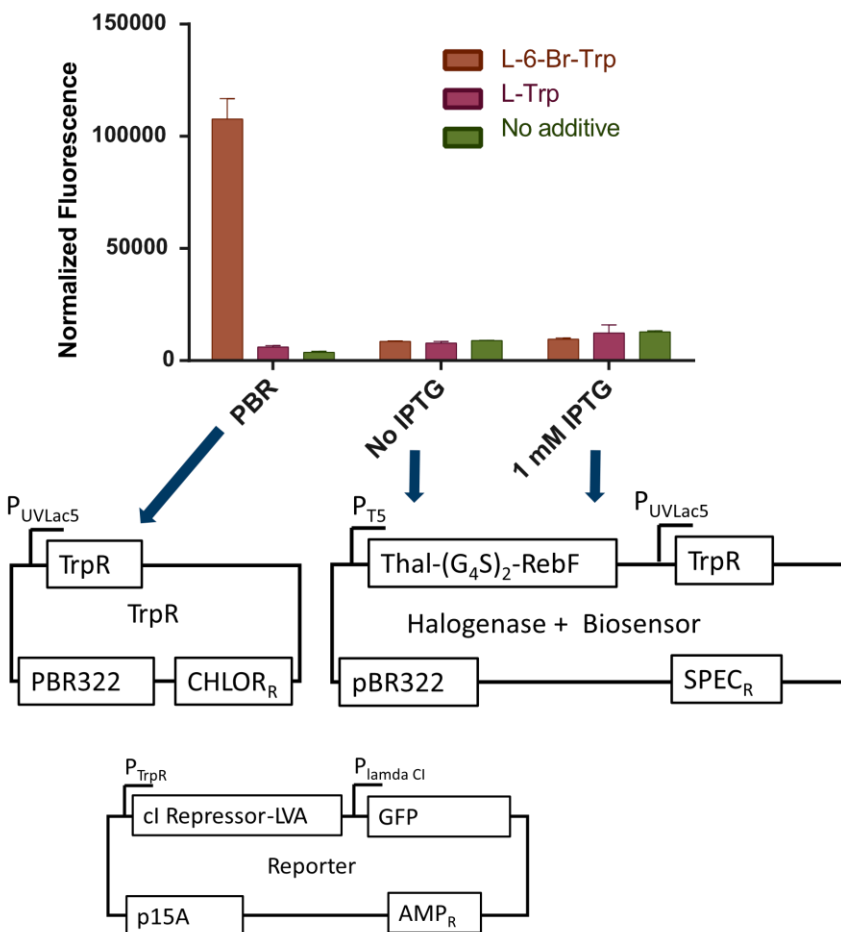 150000
100000
50000
0
Normalized Fluorescence
L-6-Br-Trp
L-Trp
No additive
PBR
No IPTG
1 mM IPTG
PUVLac5
TrpR
TrpR
PBR322
CHLORR
PT5
PUVLac5
Thal-(G4S)2-RebF
TrpR
Halogenase + Biosensor
pBR322
SPECR
PTrpR
Plamda CI
cI Repressor-LVA
GFP
Reporter
p15A
AMPR